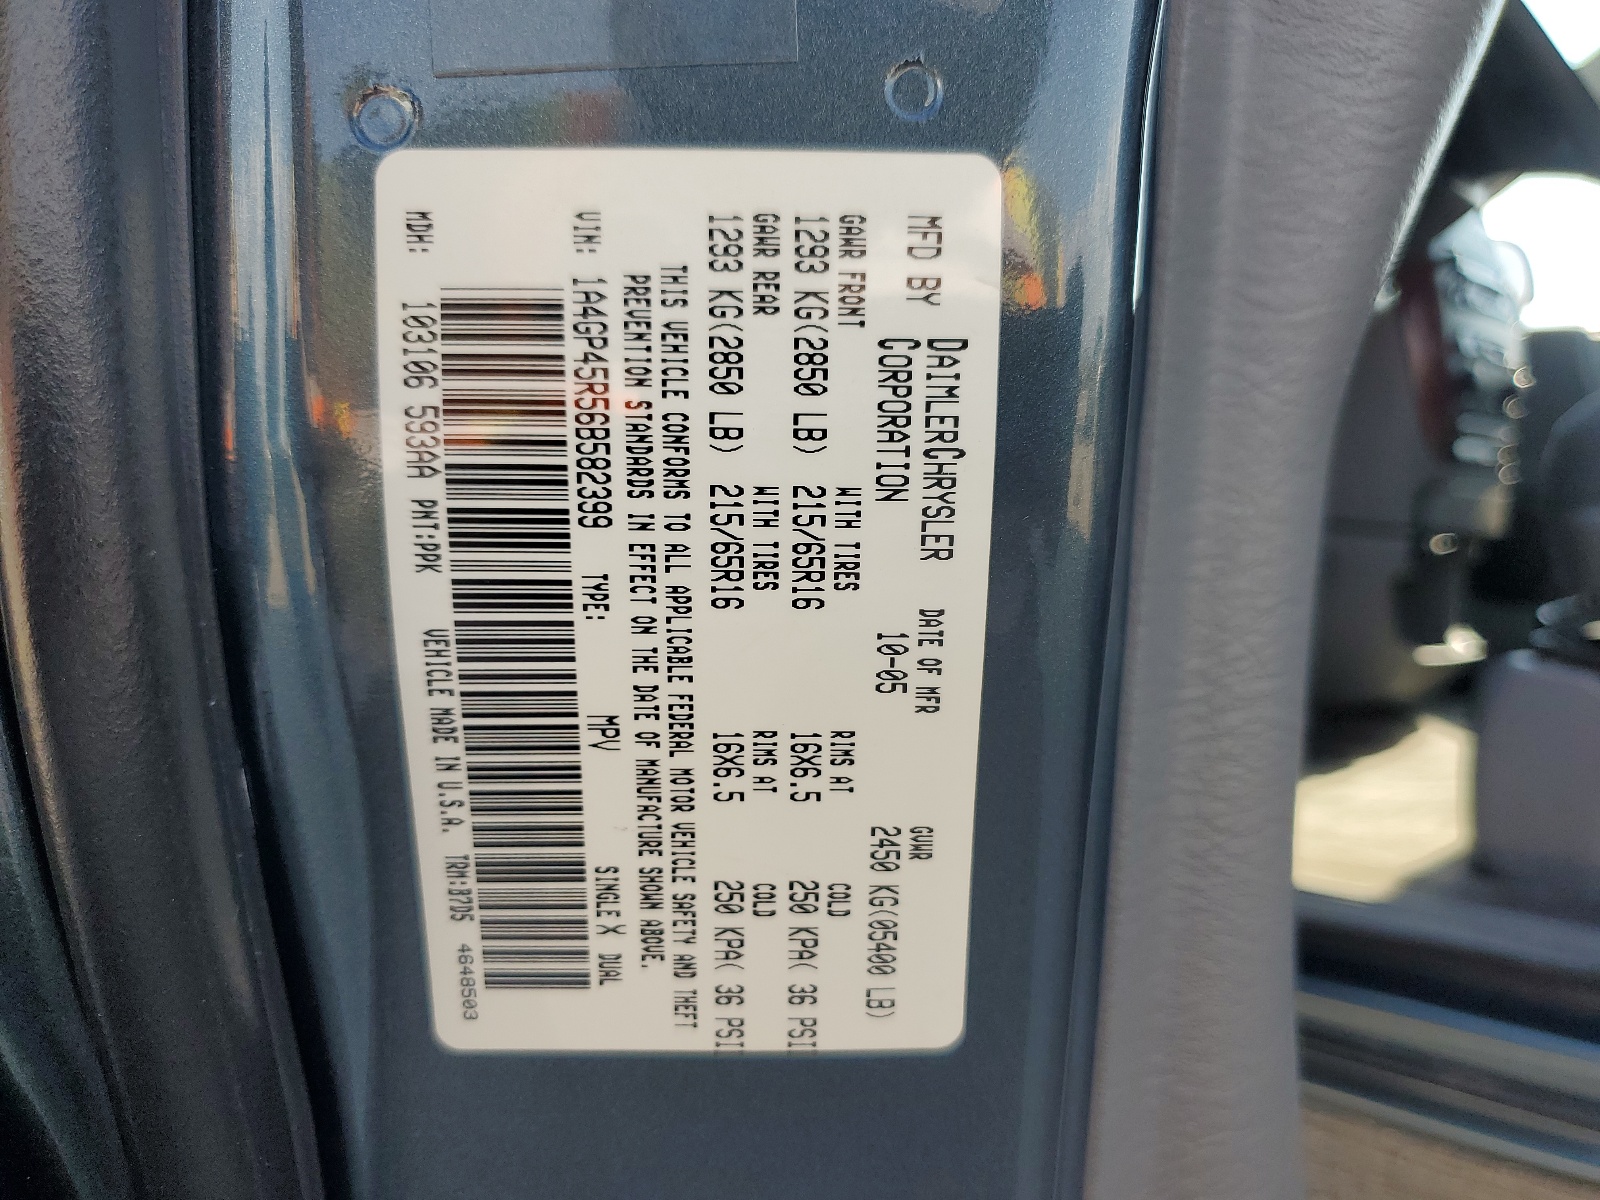 MFD BY DAIMLERCHRYSLER DATE OF MFR GVWR
CORPORATION 10-05 2450 KG(05400 LB)
GAWR FRONT WITH TIRES RIMS AT COLD
1293 KG(2850 LB) 215/65R16 16X6.5 250 KPA( 36 PSI
GAWR REAR WITH TIRES RIMS AT COLD
1293 KG(2850 LB) 215/65R16 16X6.5 250 KPA( 36 PSI
THIS VEHICLE CONFORMS TO ALL APPLICABLE FEDERAL MOTOR VEHICLE SAFETY AND THEFT
PREVENTION STANDARDS IN EFFECT ON THE DATE OF MANUFACTURE SHOWN ABOVE.
VIN: 1A4GP45R56B582399 TYPE: MPV SINGLE X DUAL
MDH: 103106 593AA PNT:PPK VEHICLE MADE IN U.S.A. TRM:B7D5 4648503